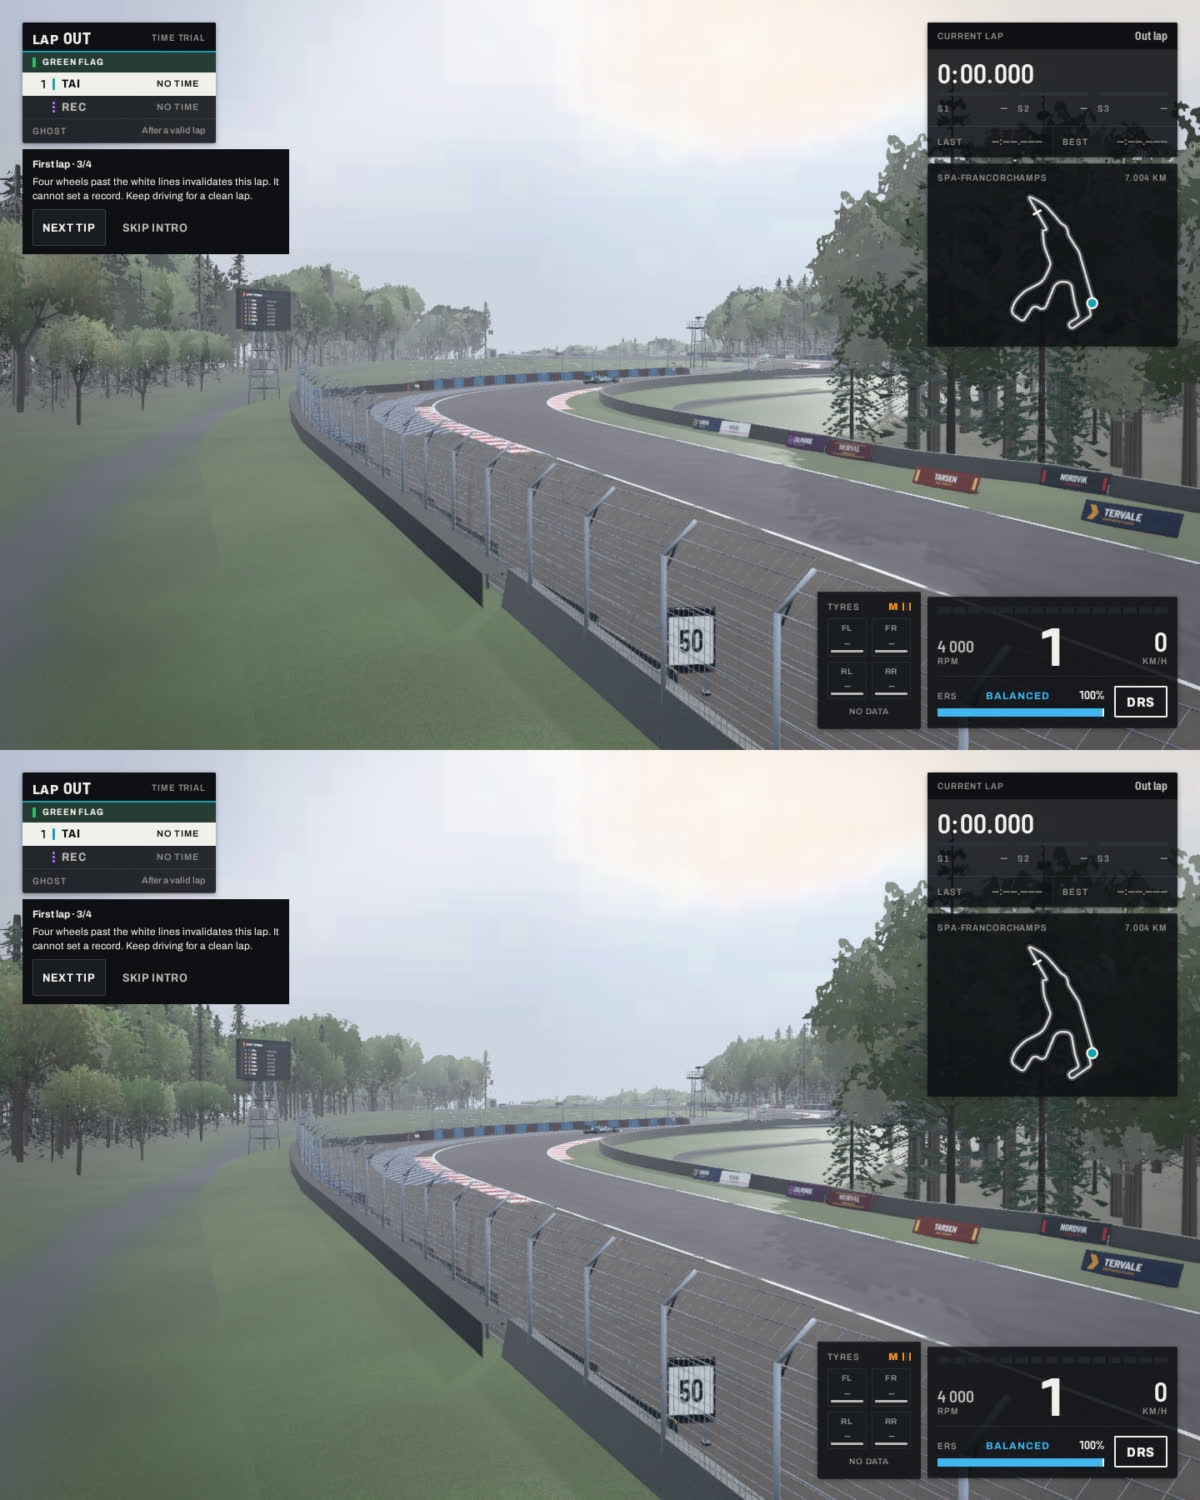 LAP OUT TIME TRIAL
GREEN FLAG
1 TAI NO TIME
REC NO TIME
GHOST After a valid lap
First lap · 3/4
Four wheels past the white lines invalidates this lap. It
cannot set a record. Keep driving for a clean lap.
NEXT TIP SKIP INTRO
CURRENT LAP Out lap
0:00.000
S1 – S2 – S3 –
LAST –:––.––– BEST –:––.–––
SPA-FRANCORCHAMPS 7.004 KM
NORVAL
TARSEN
NORDVIK
TERVALE
50
TYRES M
FL FR
– –
RL RR
– –
NO DATA
4 000 RPM 1 0 KM/H
ERS BALANCED 100% DRS
LAP OUT TIME TRIAL
GREEN FLAG
1 TAI NO TIME
REC NO TIME
GHOST After a valid lap
First lap · 3/4
Four wheels past the white lines invalidates this lap. It
cannot set a record. Keep driving for a clean lap.
NEXT TIP SKIP INTRO
CURRENT LAP Out lap
0:00.000
S1 – S2 – S3 –
LAST –:––.––– BEST –:––.–––
SPA-FRANCORCHAMPS 7.004 KM
NORVAL
TARSEN
NORDVIK
TERVALE
50
TYRES M
FL FR
– –
RL RR
– –
NO DATA
4 000 RPM 1 0 KM/H
ERS BALANCED 100% DRS